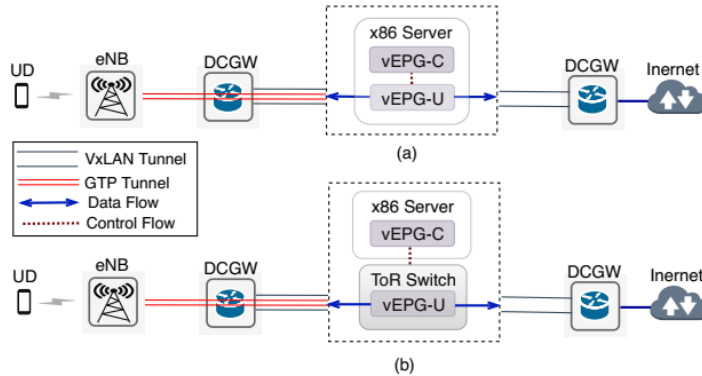 x86 Server
eNB
DCGW
vEPG-C
DCGW
Inernet
UD
vEPG-U
(a)
VxLAN Tunnel
GTP Tunnel
Data Flow
Control Flow
x86 Server
vEPG-C
eNB
DCGW
ToR Switch
DCGW
Inernet
UD
vEPG-U
(b)